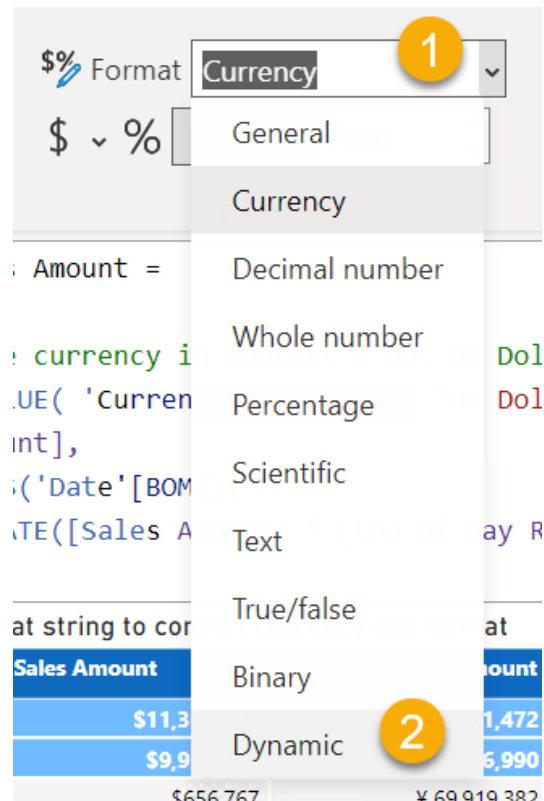 $% Format Currency 1
$ %
General
Currency
Decimal number
Whole number
Percentage
Scientific
Text
True/false
Binary
Dynamic 2
Amount =
currency
Dol
'Curren
Dol
],
('Date'[BOM
([Sales A
ay R
at string to
at
Sales Amount
ount
$11,3
1,472
$9,9
6,990
$656,767
¥ 69,919,382